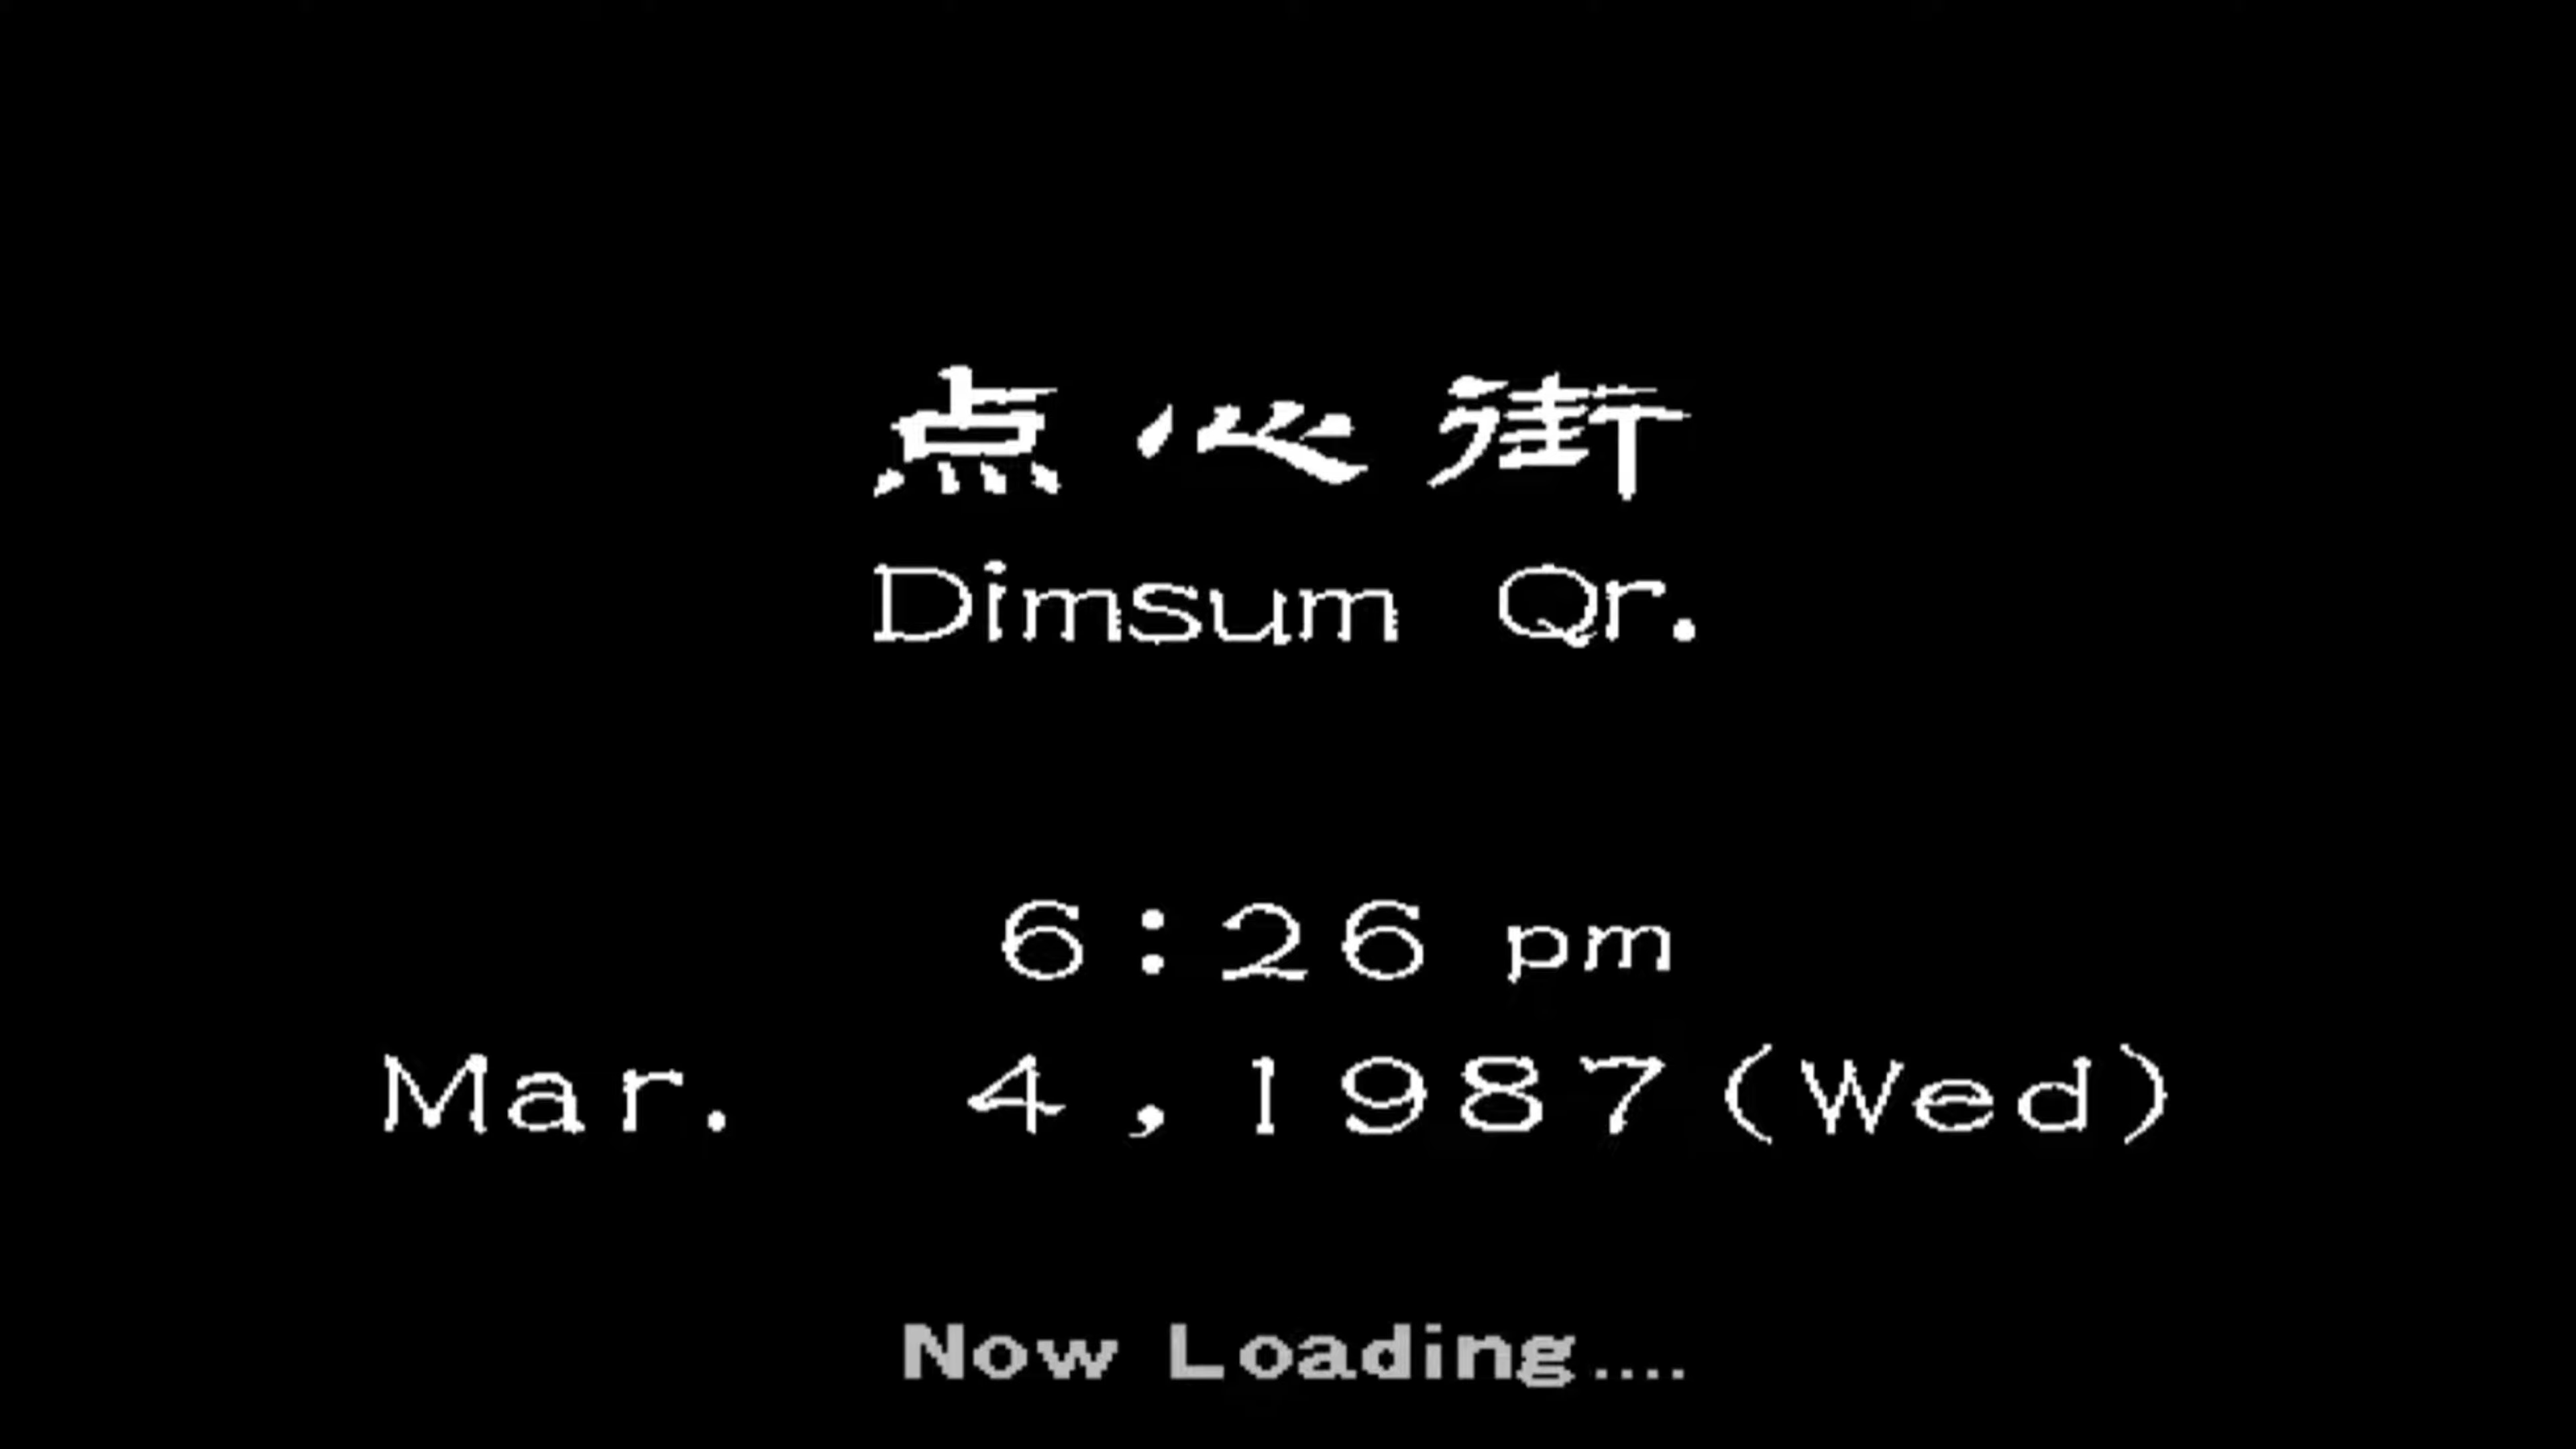 点心街
Dimsum Qr.
6:26 pm
Mar. 4,1987(Wed)
Now Loading....